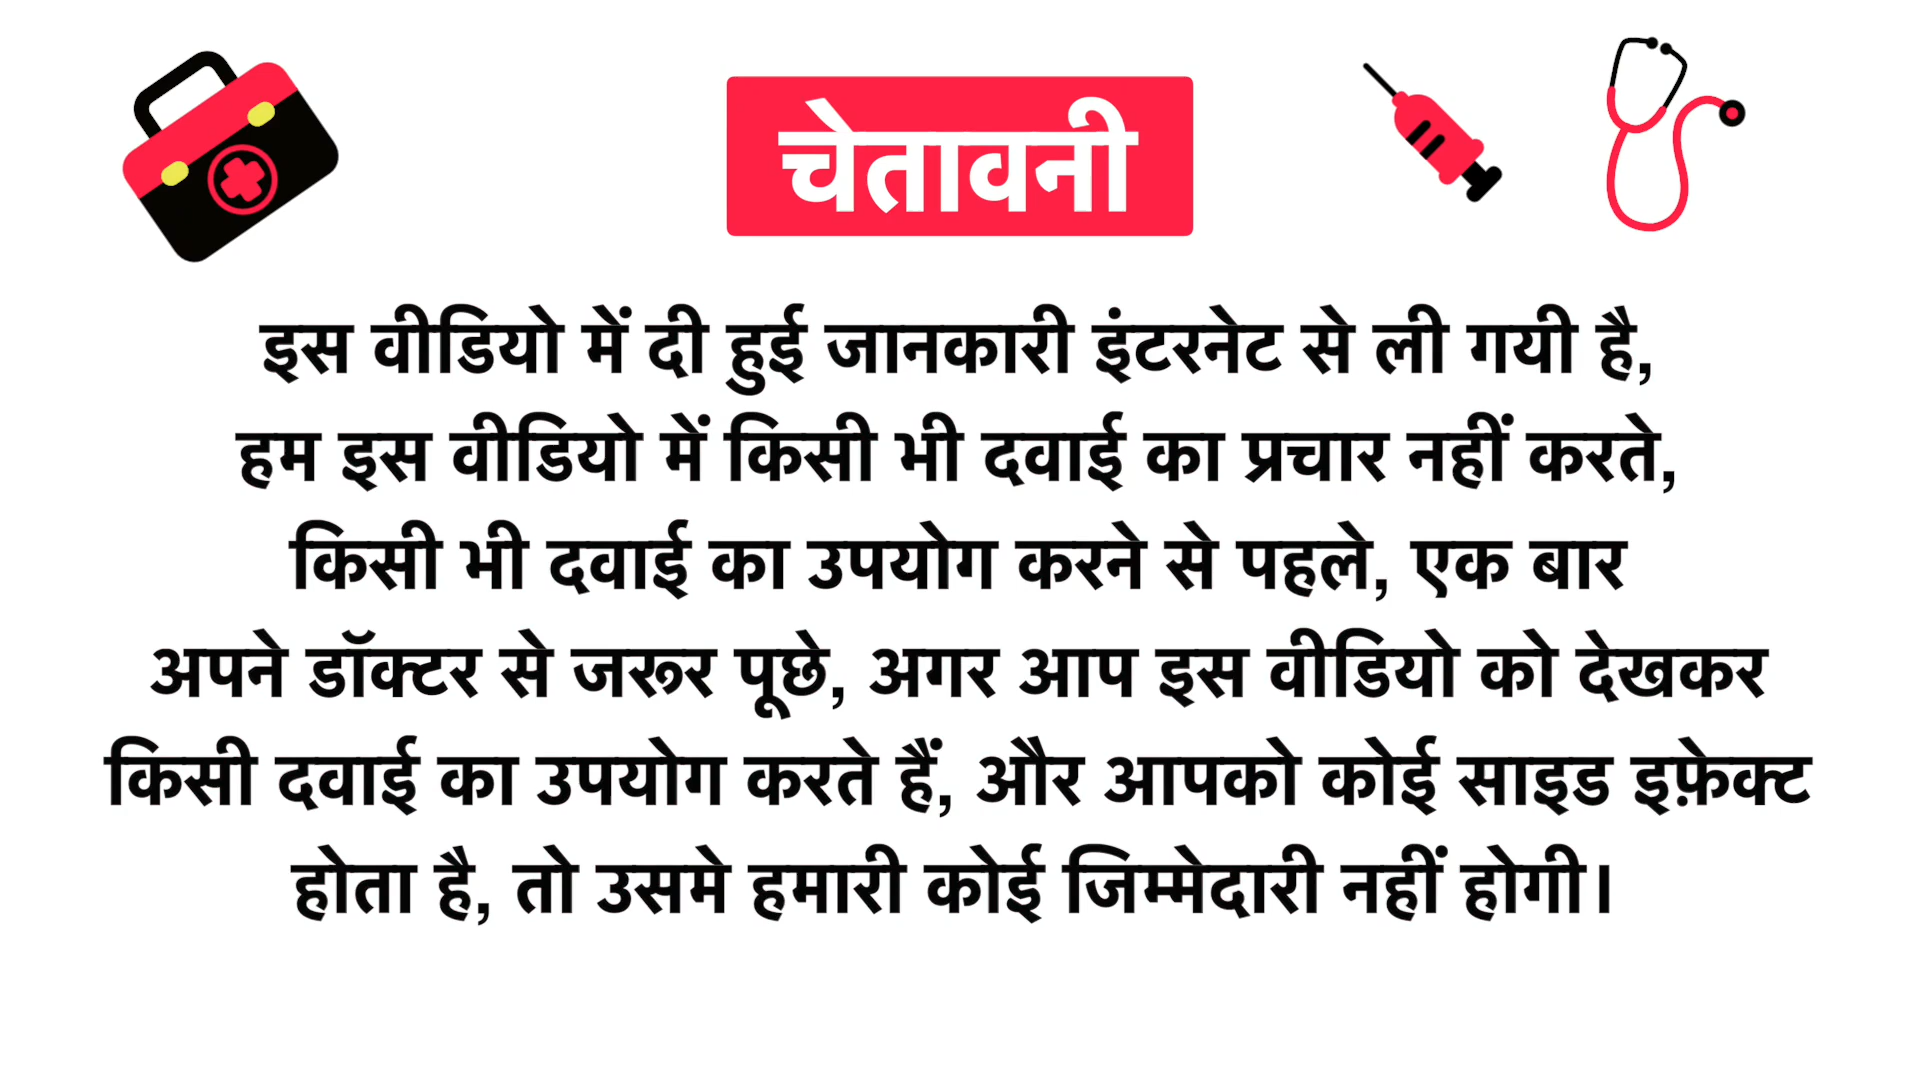 चेतावनी
इस वीडियो में दी हुई जानकारी इंटरनेट से ली गयी है,
हम इस वीडियो में किसी भी दवाई का प्रचार नहीं करते,
किसी भी दवाई का उपयोग करने से पहले, एक बार
अपने डॉक्टर से जरूर पूछे, अगर आप इस वीडियो को देखकर
किसी दवाई का उपयोग करते हैं, और आपको कोई साइड इफ़ेक्ट
होता है, तो उसमे हमारी कोई जिम्मेदारी नहीं होगी।